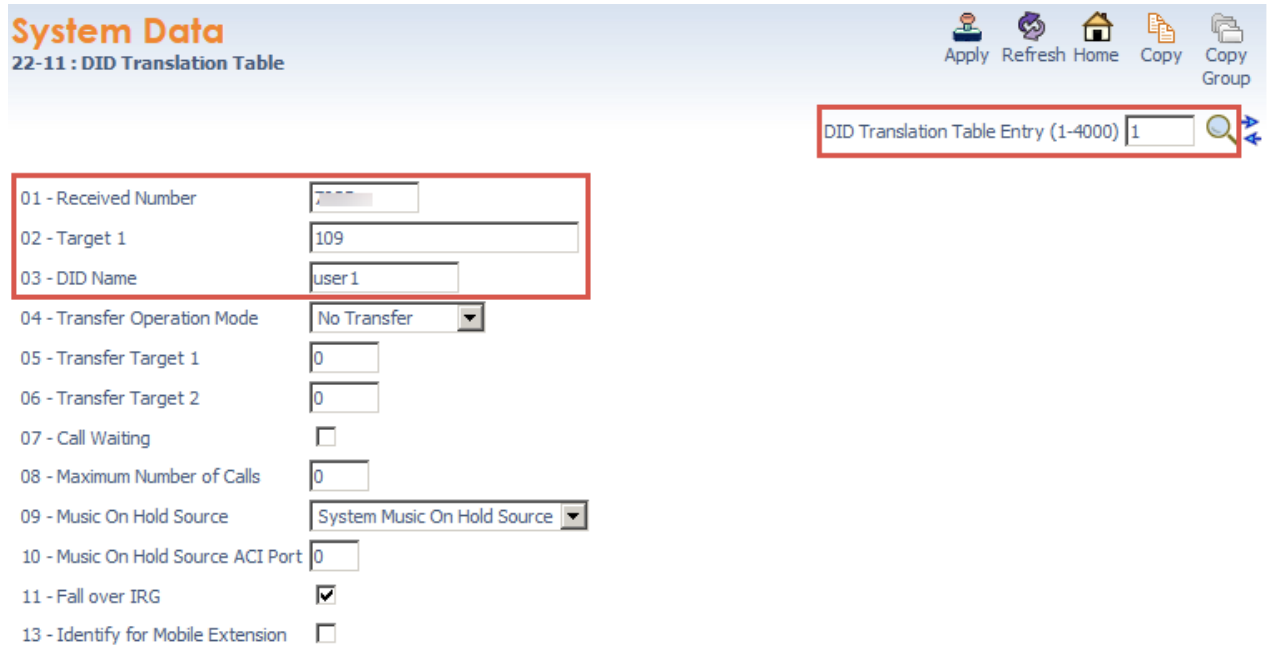 System Data
22-11 : DID Translation Table
Apply Refresh Home Copy Copy Group
DID Translation Table Entry (1-4000) 1
01 - Received Number
02 - Target 1 109
03 - DID Name user1
04 - Transfer Operation Mode No Transfer
05 - Transfer Target 1 0
06 - Transfer Target 2 0
07 - Call Waiting
08 - Maximum Number of Calls 0
09 - Music On Hold Source System Music On Hold Source
10 - Music On Hold Source ACI Port 0
11 - Fall over IRG
13 - Identify for Mobile Extension